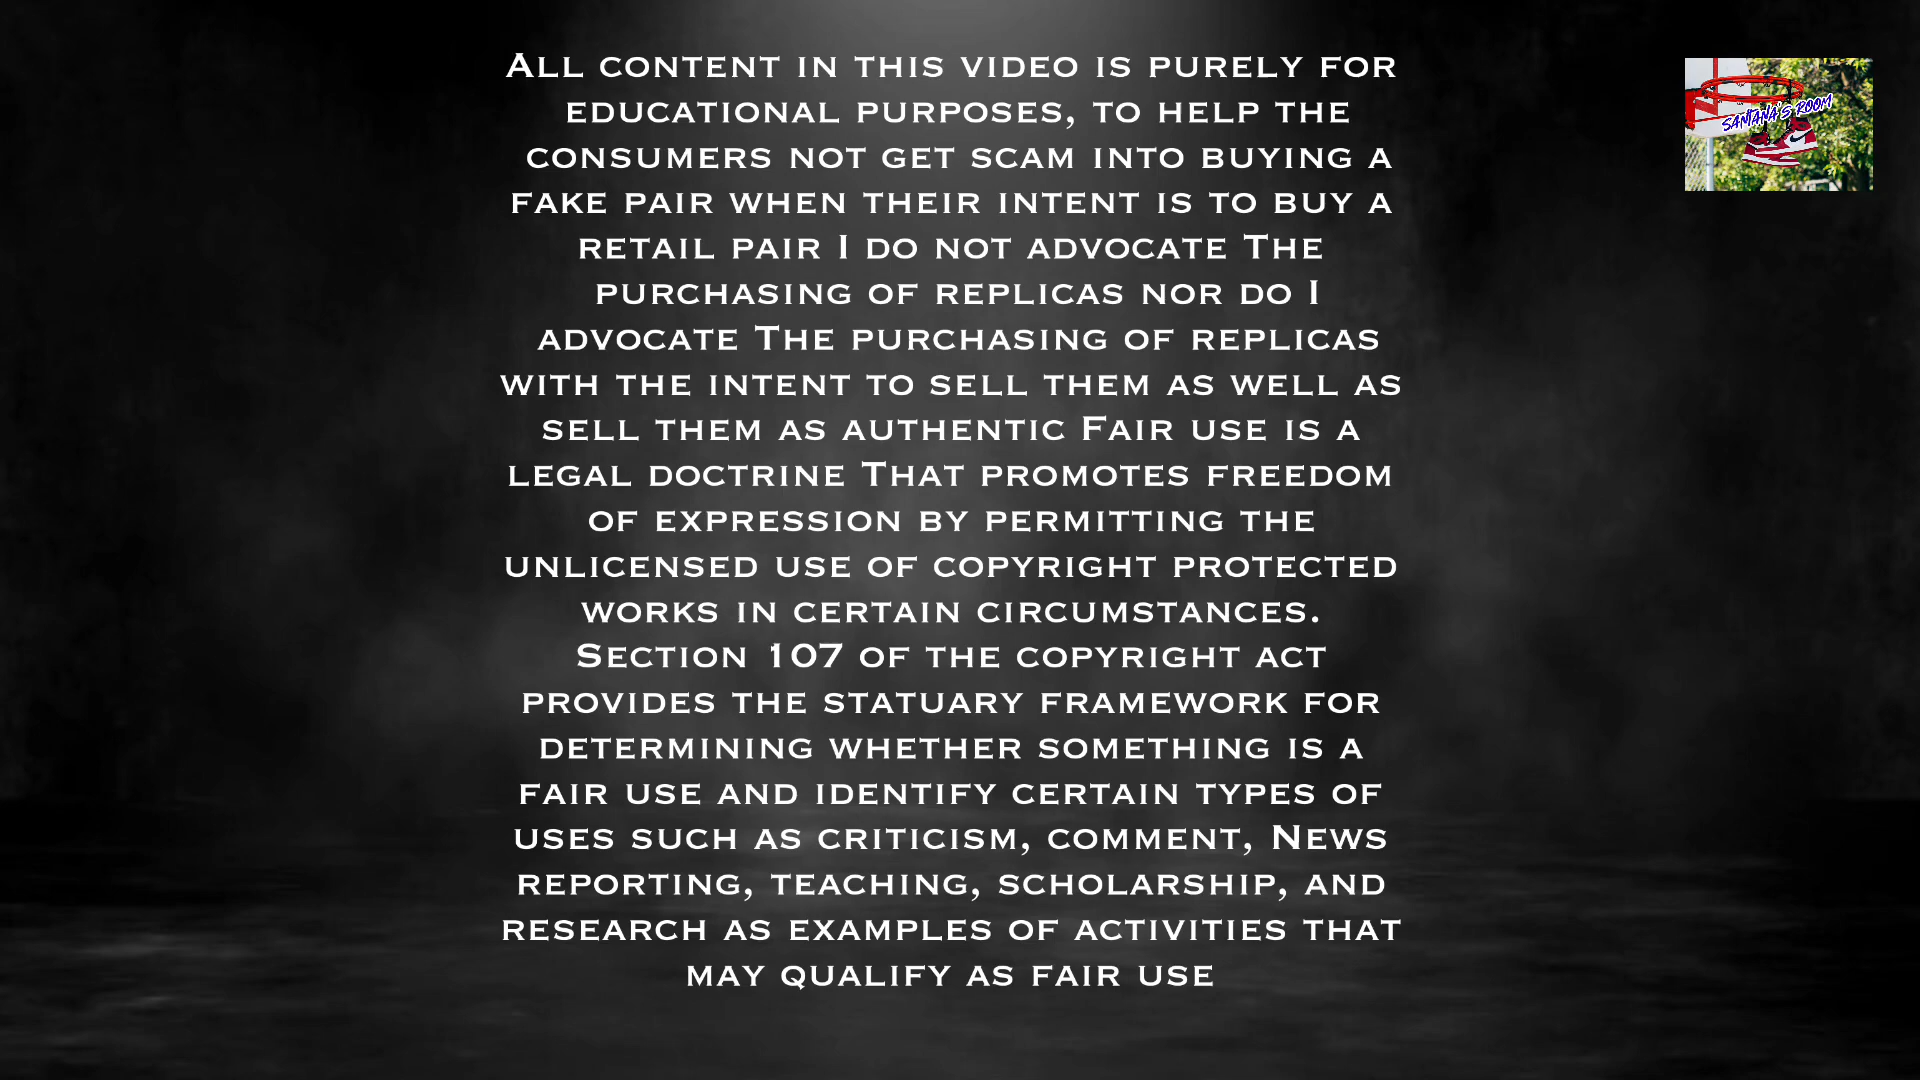 All content in this video is purely for
educational purposes, to help the
consumers not get scam into buying a
fake pair when their intent is to buy a
retail pair I do not advocate The
purchasing of replicas nor do I
advocate The purchasing of replicas
with the intent to sell them as well as
sell them as authentic Fair use is a
legal doctrine That promotes freedom
of expression by permitting the
unlicensed use of copyright protected
works in certain circumstances.
Section 107 of the copyright act
provides the statuary framework for
determining whether something is a
fair use and identify certain types of
uses such as criticism, comment, News
reporting, teaching, scholarship, and
research as examples of activities that
may qualify as fair use
SANTANA'S ROOM